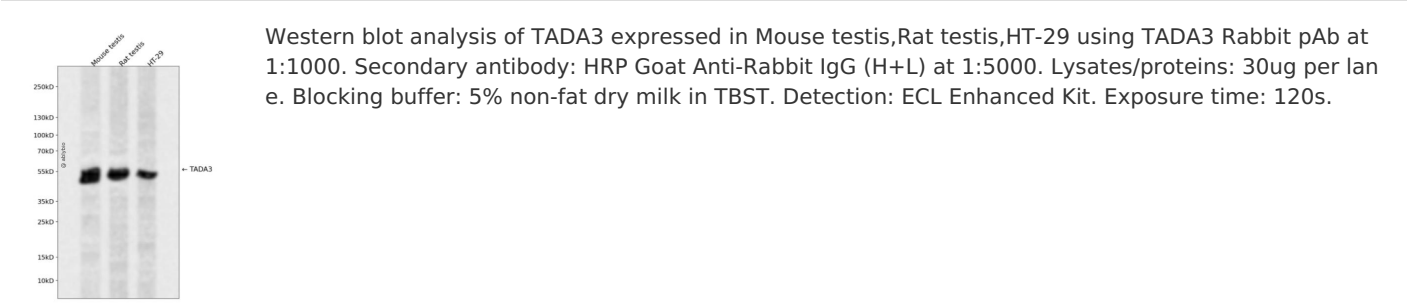 Mouse testis
Rat testis
HT-29
250kD
130kD
100kD
70kD
55kD
35kD
25kD
15kD
10kD
← TADA3
Western blot analysis of TADA3 expressed in Mouse testis,Rat testis,HT-29 using TADA3 Rabbit pAb at
1:1000. Secondary antibody: HRP Goat Anti-Rabbit IgG (H+L) at 1:5000. Lysates/proteins: 30ug per lan
e. Blocking buffer: 5% non-fat dry milk in TBST. Detection: ECL Enhanced Kit. Exposure time: 120s.